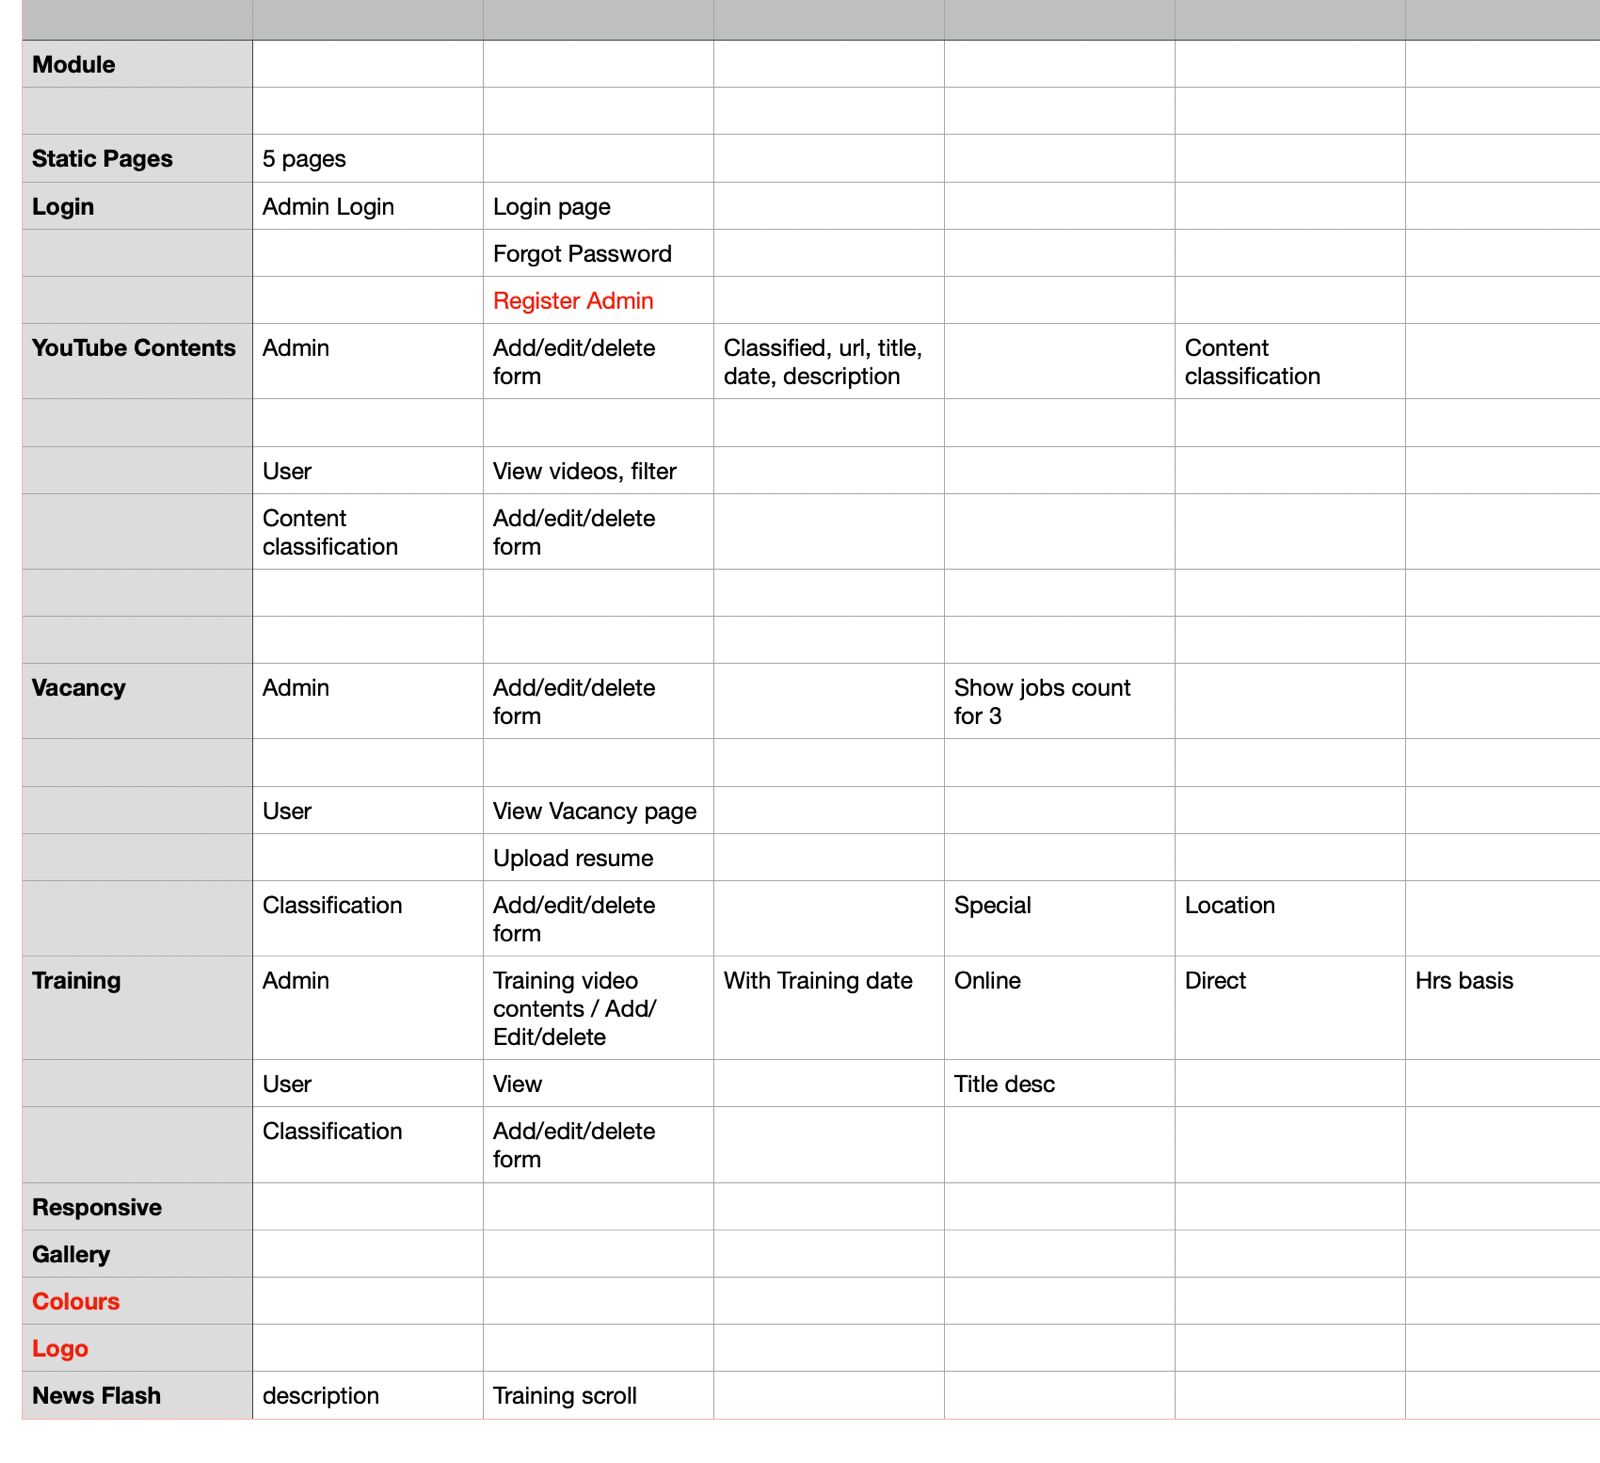 Module
Static Pages 5 pages
Login Admin Login Login page
Forgot Password
Register Admin
YouTube Contents Admin Add/edit/delete Classified, url, title, Content
form date, description classification
User View videos, filter
Content Add/edit/delete
classification form
Vacancy Admin Add/edit/delete Show jobs count
form for 3
User View Vacancy page
Upload resume
Classification Add/edit/delete Special Location
form
Training Admin Training video With Training date Online Direct Hrs basis
contents / Add/
Edit/delete
User View Title desc
Classification Add/edit/delete
form
Responsive
Gallery
Colours
Logo
News Flash description Training scroll